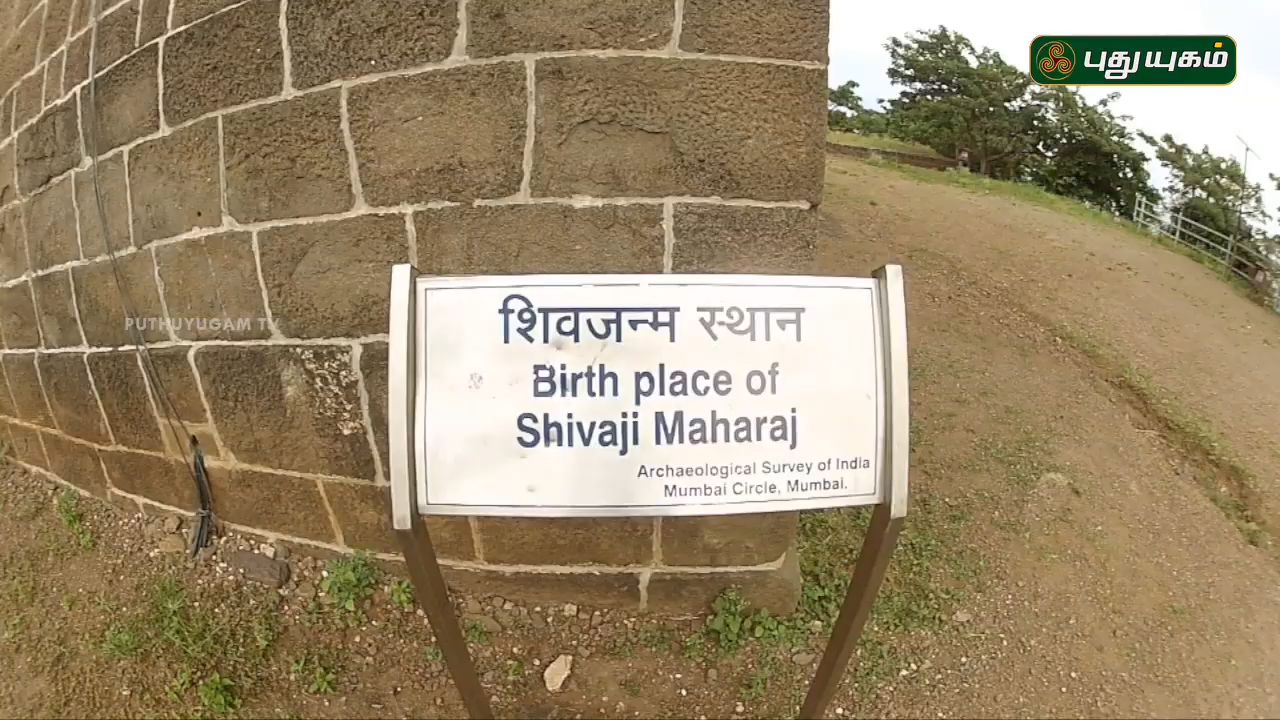 புதுயுகம்
PUTHUYUGAM TV
शिवजन्म स्थान
Birth place of
Shivaji Maharaj
Archaeological Survey of India
Mumbai Circle, Mumbai.